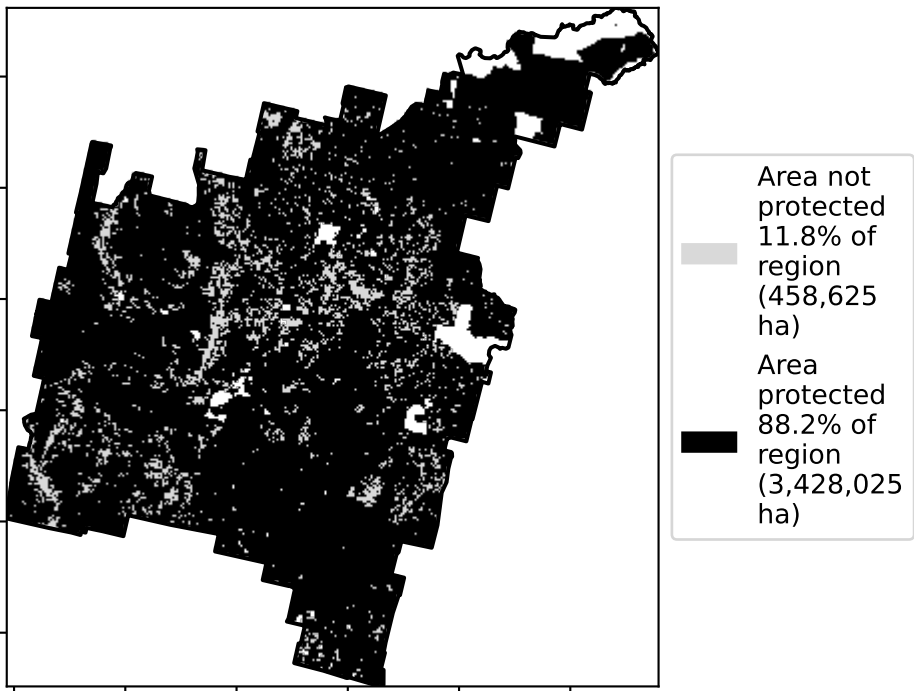 Area not
protected
11.8% of
region
(458,625
ha)
Area
protected
88.2% of
region
(3,428,025
ha)